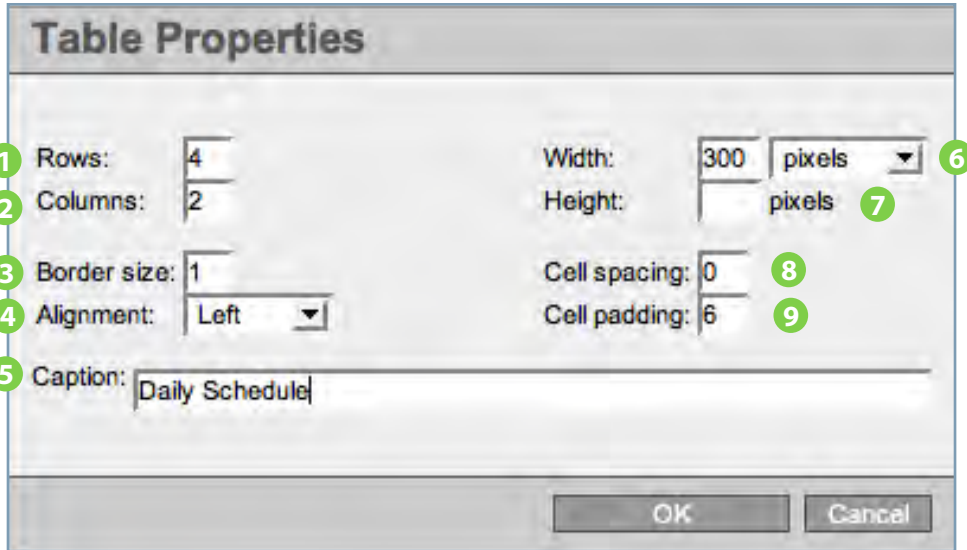 Table Properties
1 Rows: 4 Width: 300 pixels 6
2 Columns: 2 Height: pixels 7
3 Border size: 1 Cell spacing: 0 8
4 Alignment: Left Cell padding: 6 9
5 Caption: Daily Schedule
OK Cancel